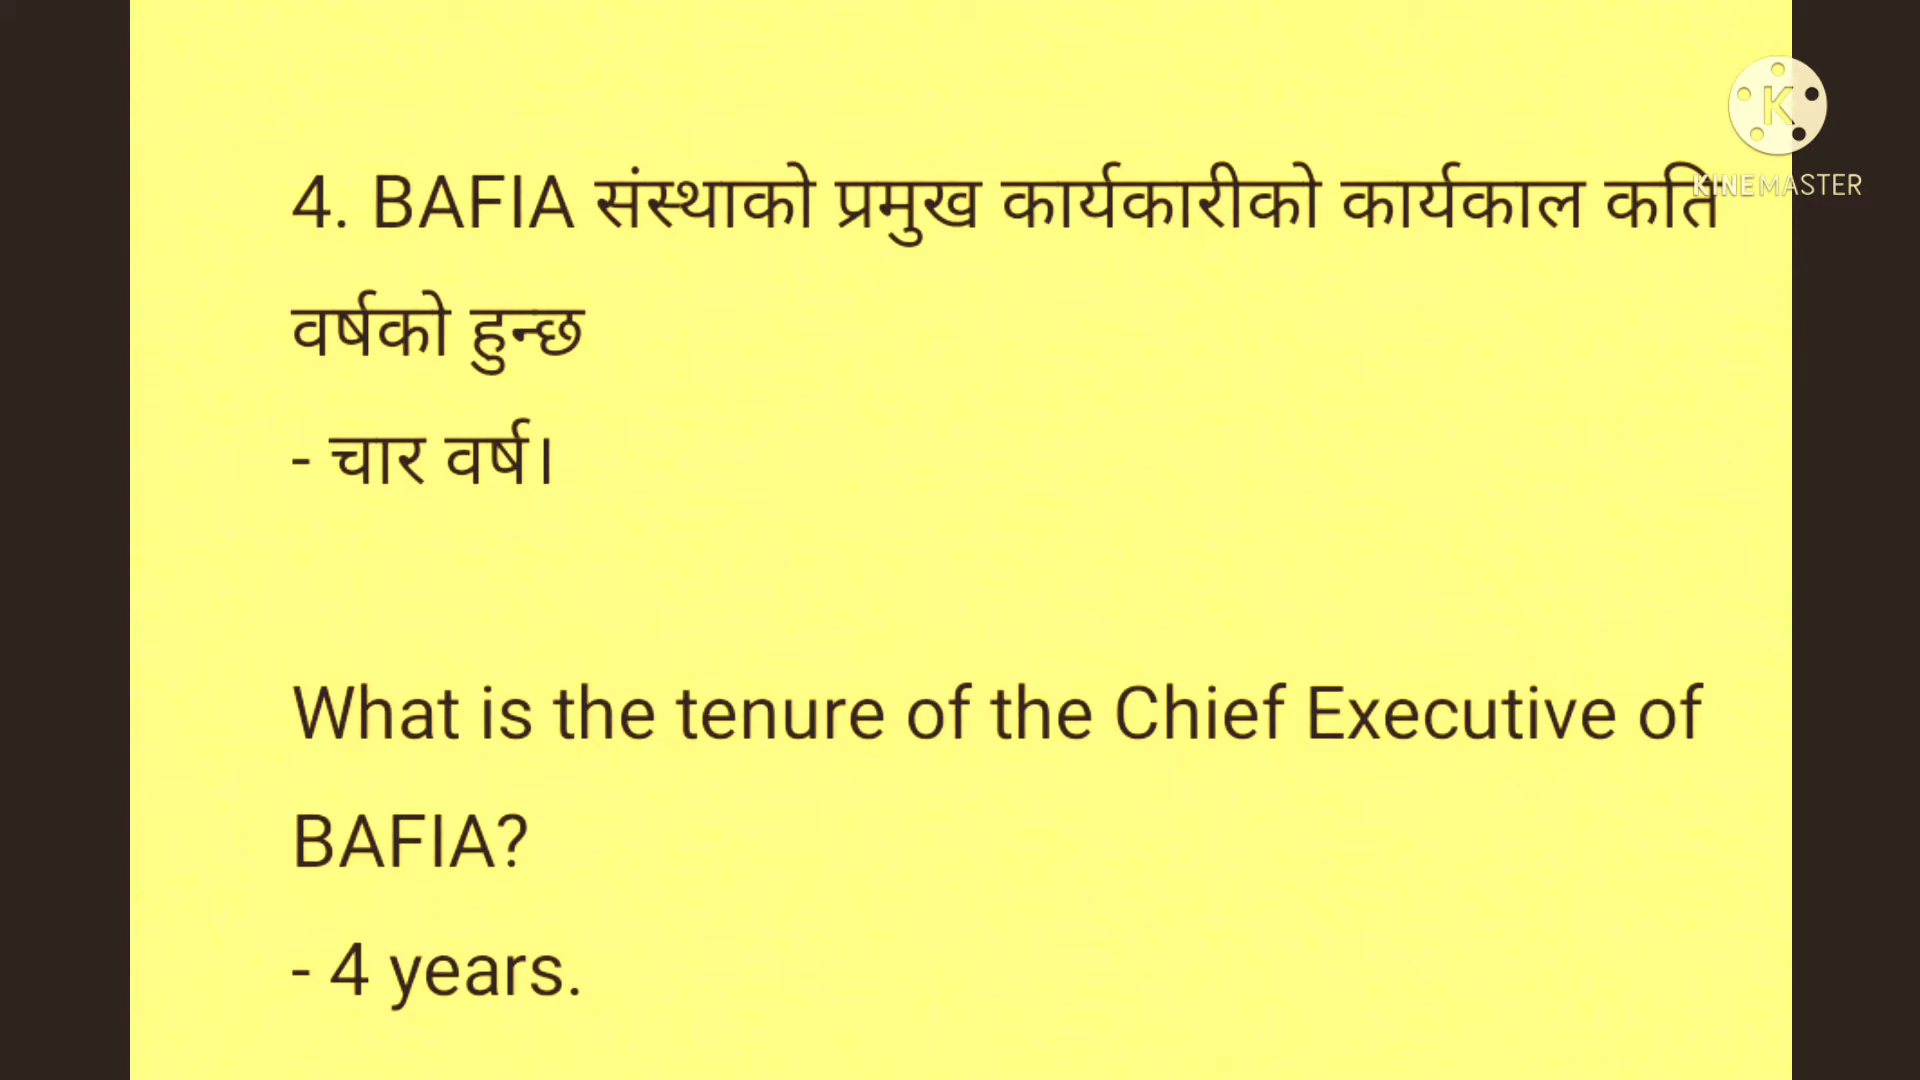 K
KINEMASTER
4. BAFIA संस्थाको प्रमुख कार्यकारीको कार्यकाल कति
वर्षको हुन्छ
- चार वर्ष।
What is the tenure of the Chief Executive of
BAFIA?
- 4 years.